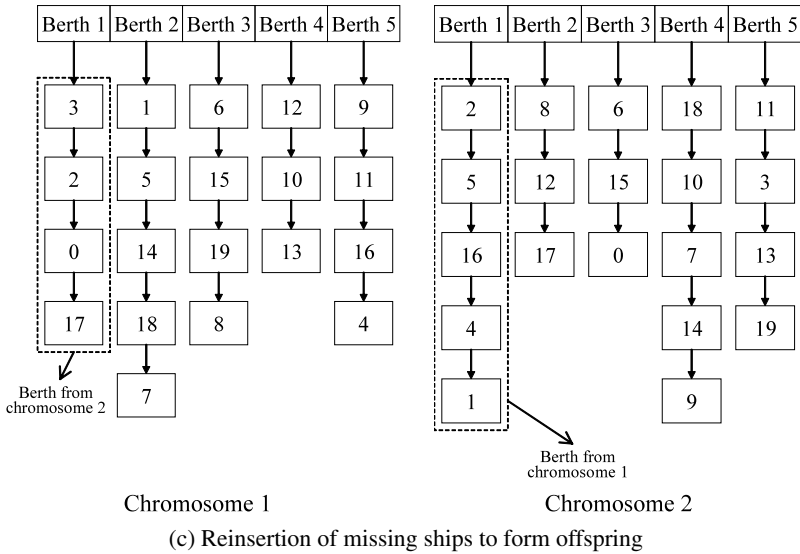 Berth 1 Berth 2 Berth 3 Berth 4 Berth 5
3 1 6 12 9
2 5 15 10 11
0 14 19 13 16
17 18 8 4
7
Berth from
chromosome 2
Chromosome 1
Berth 1 Berth 2 Berth 3 Berth 4 Berth 5
2 8 6 18 11
5 12 15 10 3
16 17 0 7 13
4 14 19
1 9
Berth from
chromosome 1
Chromosome 2
(c) Reinsertion of missing ships to form offspring